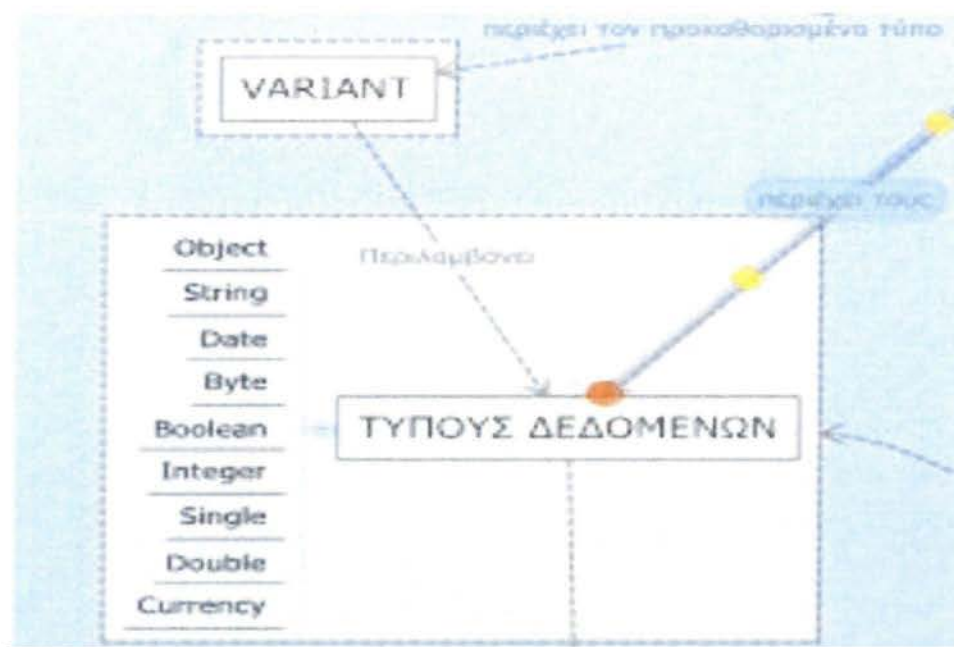 περιέχει τον προκαθορισμένο τύπο
VARIANT
περιέχει τους
Περιλαμβάνει
Object
String
Date
Byte
Boolean
Integer
Single
Double
Currency
ΤΥΠΟΥΣ ΔΕΔΟΜΕΝΩΝ